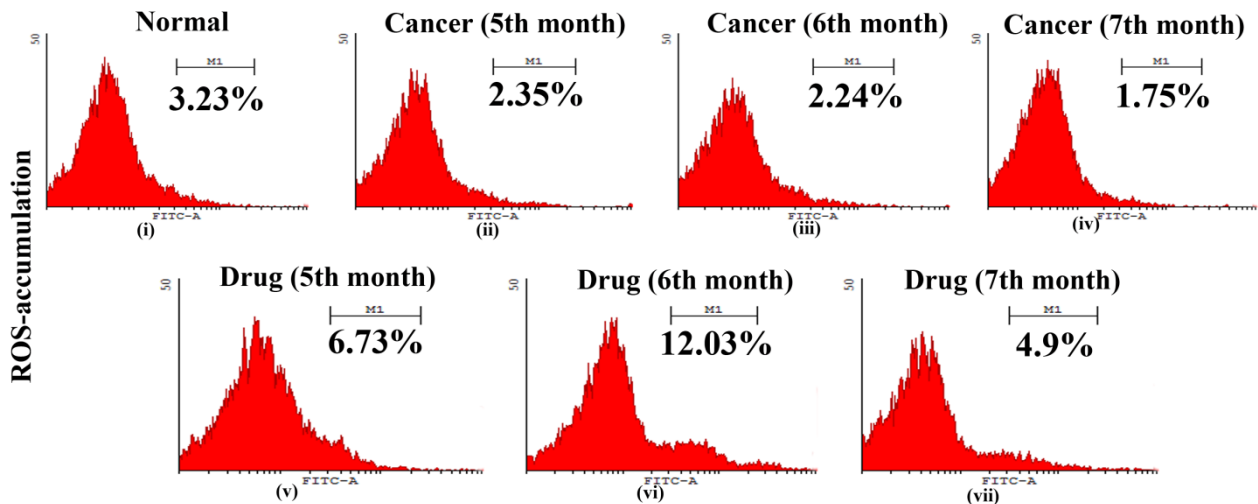 ROS-accumulation
Normal
50
M1
3.23%
FITC-A
(i)
Cancer (5th month)
50
M1
2.35%
FITC-A
(ii)
Cancer (6th month)
50
M1
2.24%
FITC-A
(iii)
Cancer (7th month)
50
M1
1.75%
FITC-A
(iv)
Drug (5th month)
50
M1
6.73%
FITC-A
(v)
Drug (6th month)
50
M1
12.03%
FITC-A
(vi)
Drug (7th month)
50
M1
4.9%
FITC-A
(vii)